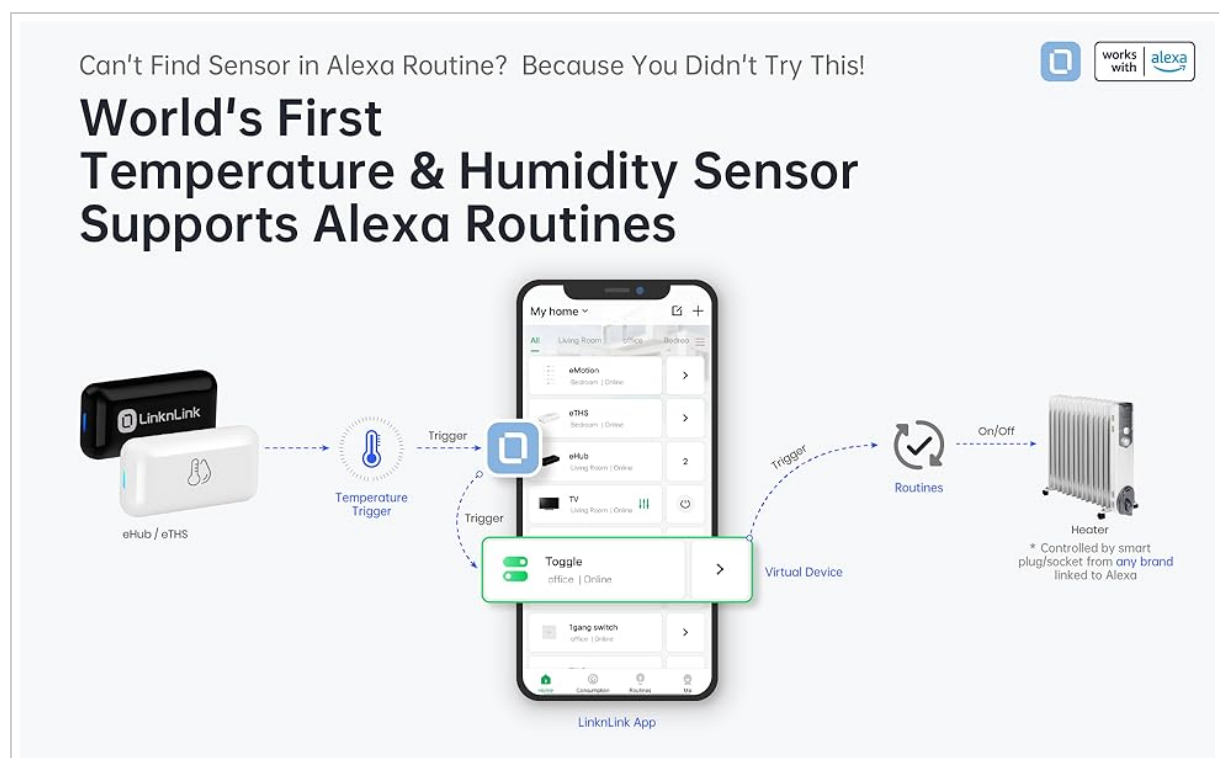 Can't Find Sensor in Alexa Routine? Because You Didn't Try This!
works with alexa
World's First
Temperature & Humidity Sensor
Supports Alexa Routines
My home
All Living Room office Bedroo
eMotion
Bedroom | Online
eTHS
Bedroom | Online
eHub
Living Room | Online
2
TV
Living Room | Online
Toggle
office | Online
1gang switch
office | Online
Home Consumption Routines Me
LinknLink App
LinknLink
eHub / eTHS
Temperature
Trigger
Trigger
Trigger
Virtual Device
Trigger
Routines
On/Off
Heater
* Controlled by smart
plug/socket from any brand
linked to Alexa